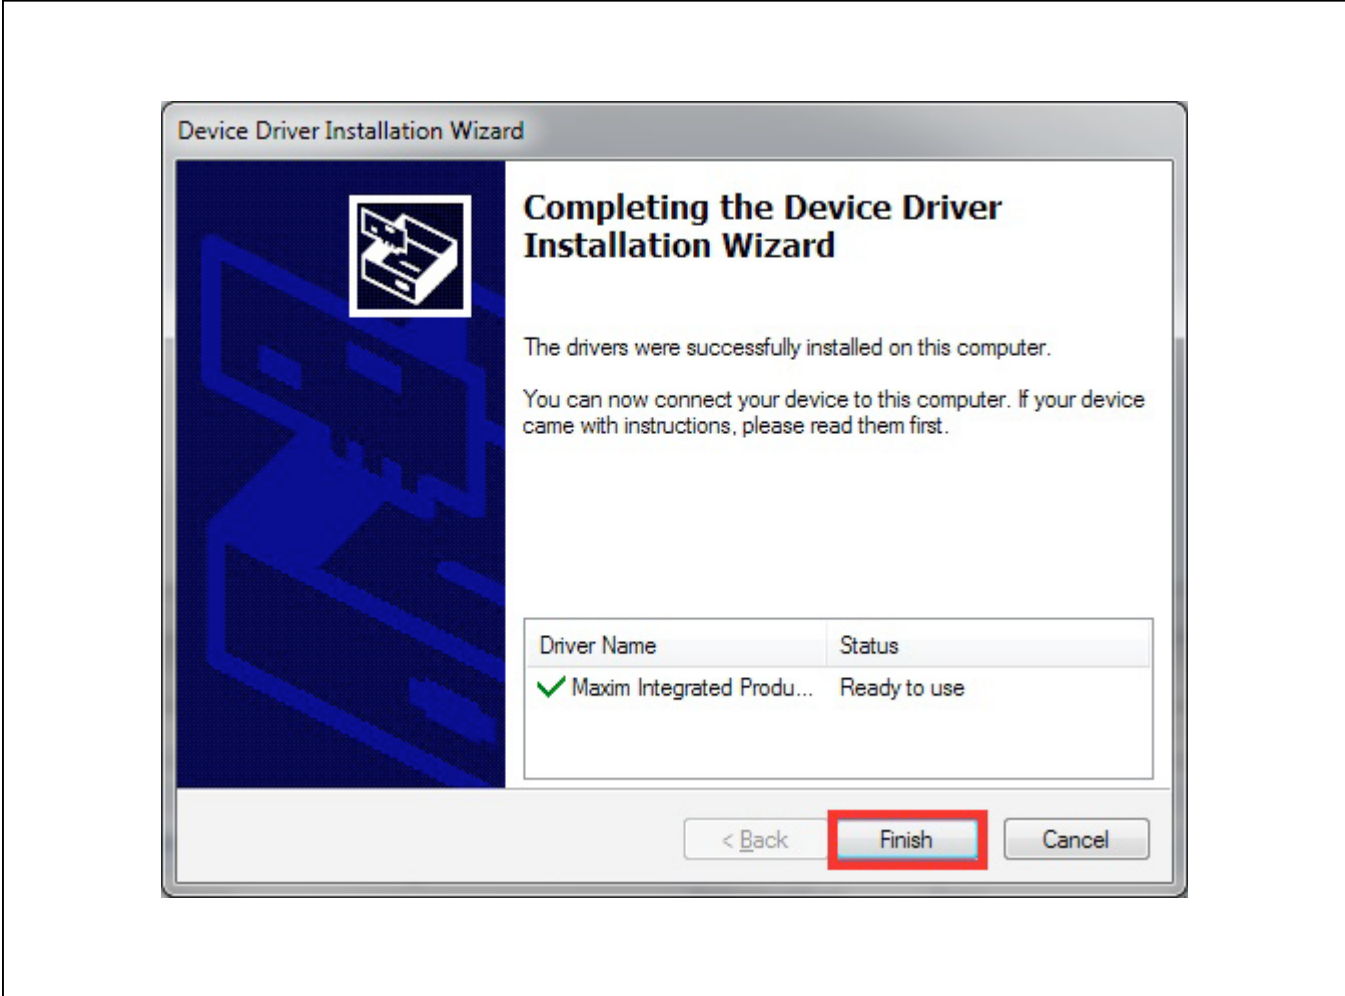 Device Driver Installation Wizard
Completing the Device Driver
Installation Wizard
The drivers were successfully installed on this computer.
You can now connect your device to this computer. If your device
came with instructions, please read them first.
Driver Name Status
Maxim Integrated Produ... Ready to use
< Back Finish Cancel